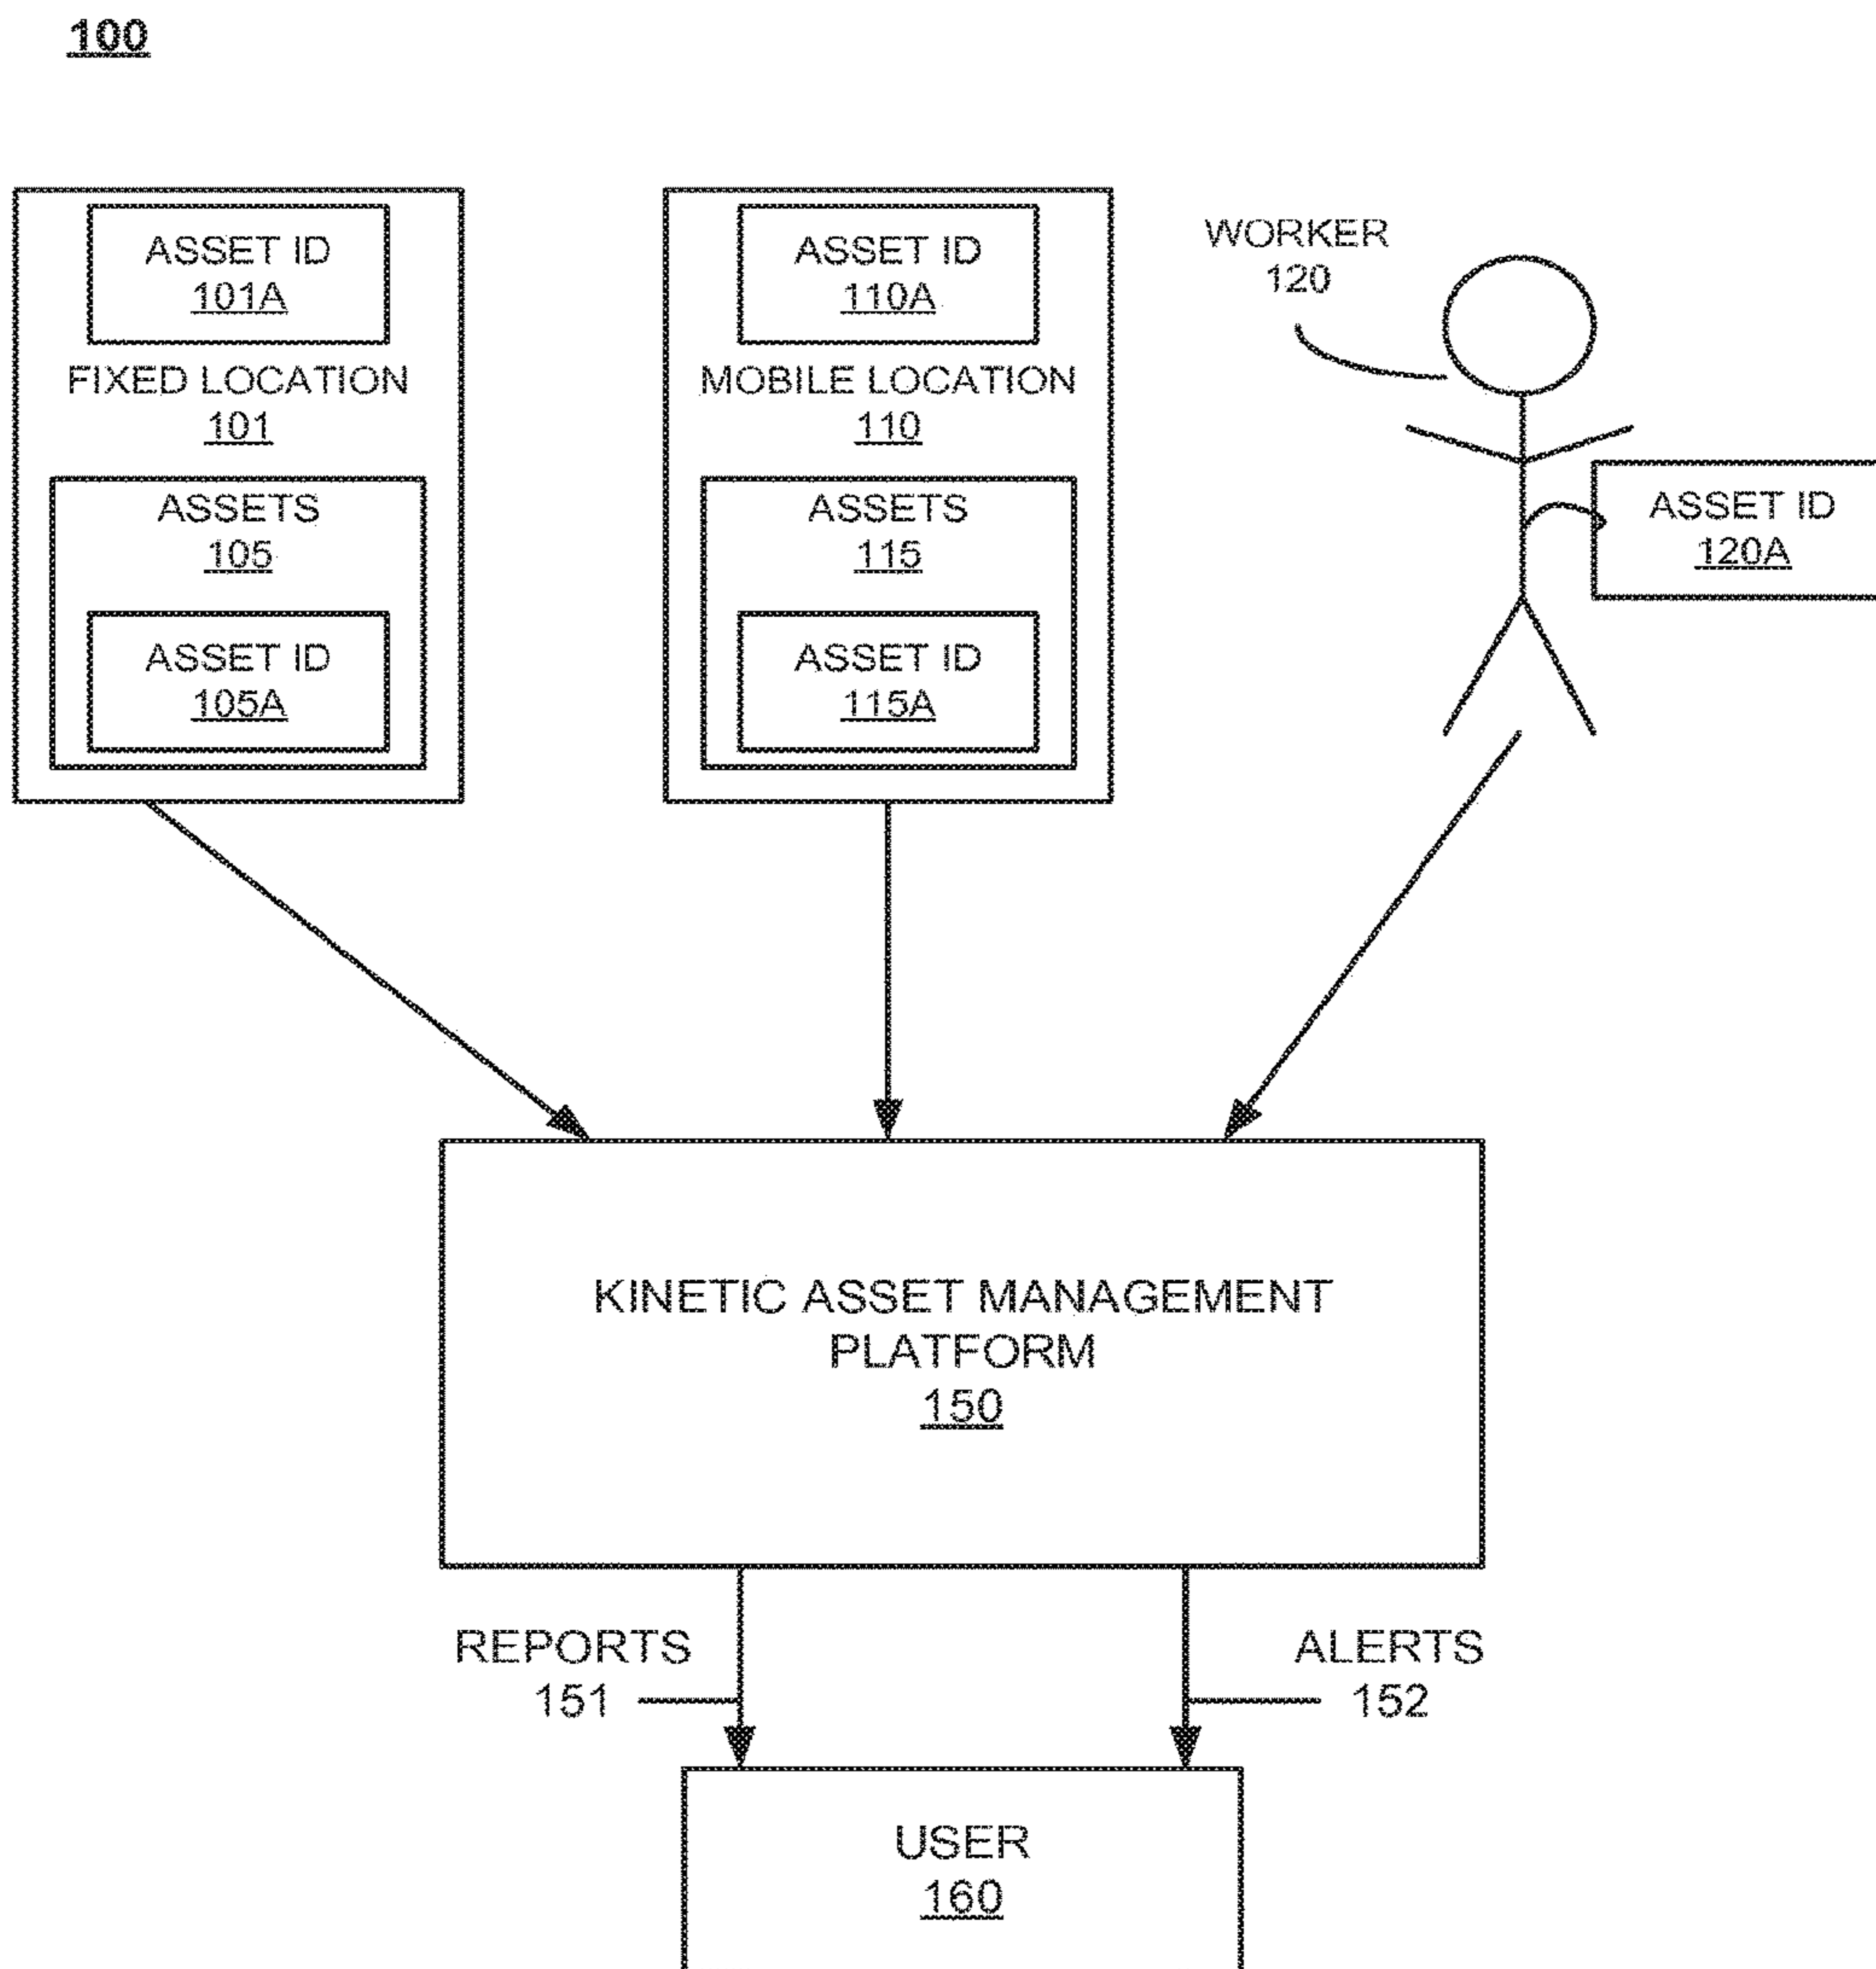 100
ASSET ID
101A
FIXED LOCATION
101
ASSETS
105
ASSET ID
105A
ASSET ID
110A
MOBILE LOCATION
110
ASSETS
115
ASSET ID
115A
WORKER
120
ASSET ID
120A
KINETIC ASSET MANAGEMENT
PLATFORM
150
REPORTS
151
ALERTS
152
USER
160